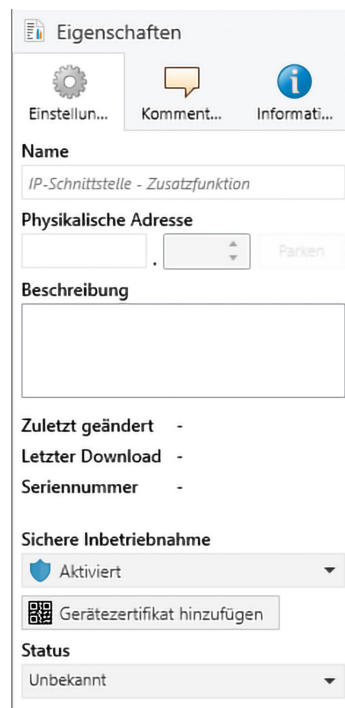 Eigenschaften
Einstellun... Komment... Informati...
Name
IP-Schnittstelle - Zusatzfunktion
Physikalische Adresse
. Parken
Beschreibung
Zuletzt geändert -
Letzter Download -
Seriennummer -
Sichere Inbetriebnahme
Aktiviert
Gerätezertifikat hinzufügen
Status
Unbekannt